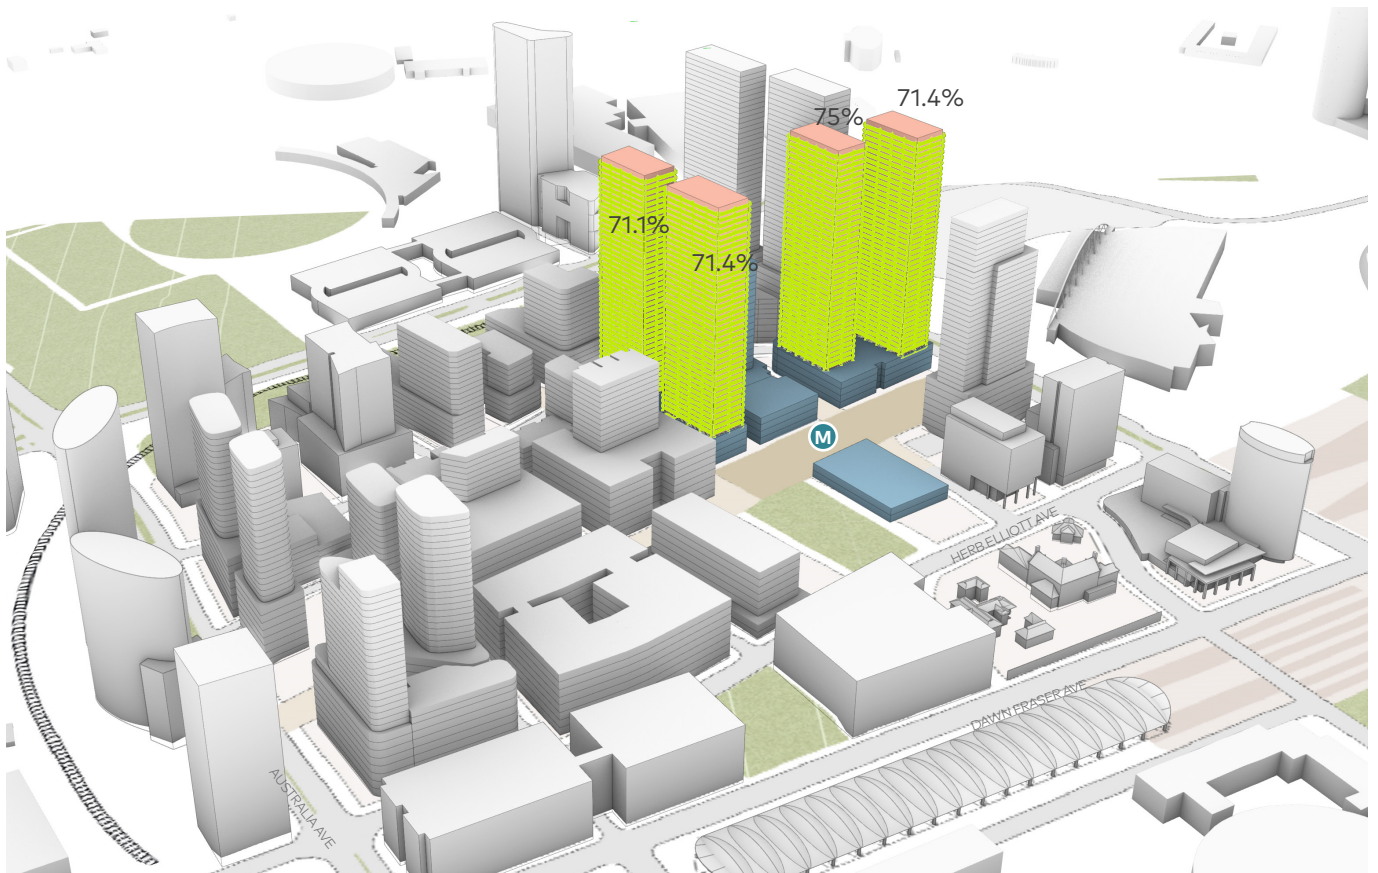 71.4%
75%
71.1%
71.4%
M
HERB ELLIOTT AVE
DAWN FRASER AVE
AUSTRALIA AVE